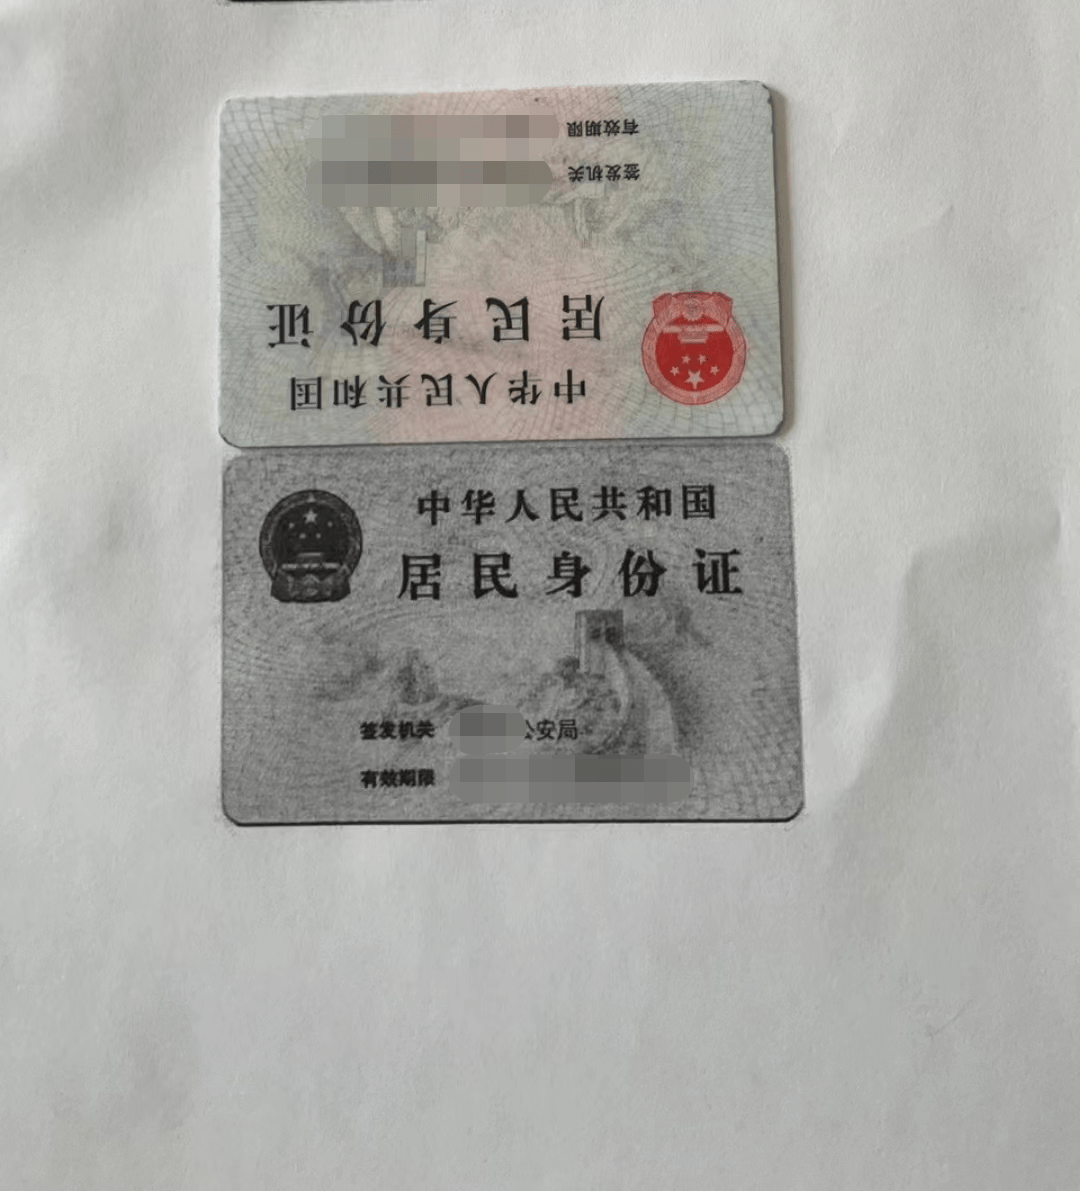 有效期限
签发机关
居民身份证
中华人民共和国
中华人民共和国
居民身份证
签发机关 公安局
有效期限